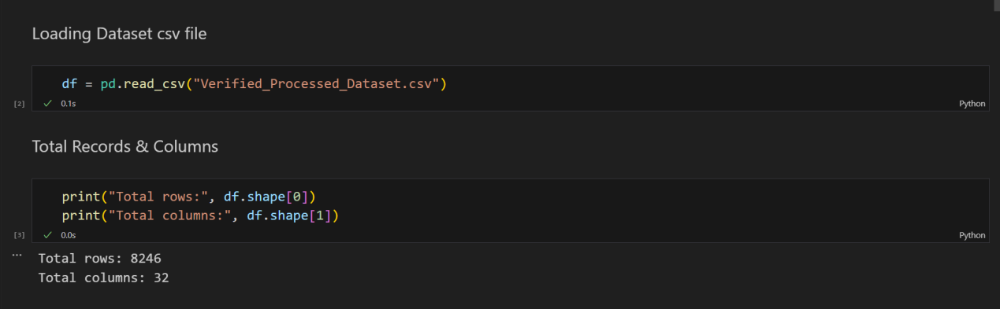 Loading Dataset csv file
df = pd.read_csv("Verified_Processed_Dataset.csv")
[2] ✓ 0.1s Python
Total Records & Columns
print("Total rows:", df.shape[0])
print("Total columns:", df.shape[1])
[3] ✓ 0.0s Python
... Total rows: 8246
Total columns: 32